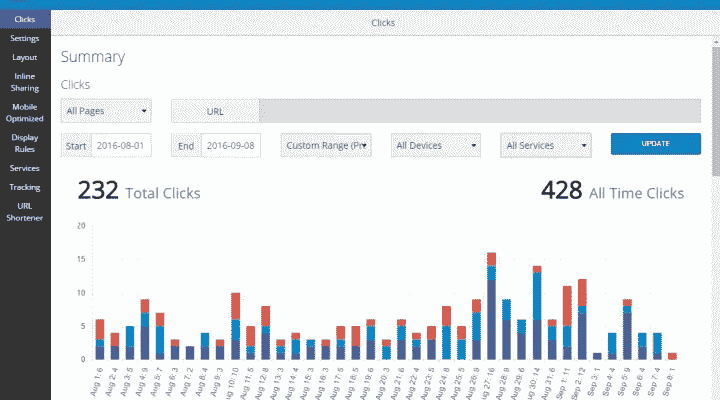 Clicks
Settings
Layout
Inline
Sharing
Mobile
Optimized
Display
Rules
Services
Tracking
URL
Shortener
Clicks
Summary
Clicks
All Pages
URL
Start 2016-08-01
End 2016-09-08
Custom Range (Pr
All Devices
All Services
UPDATE
232 Total Clicks
428 All Time Clicks
20
15
10
5
0
Aug 1: 6
Aug 2: 4
Aug 3: 5
Aug 4: 9
Aug 5: 7
Aug 6: 3
Aug 7: 2
Aug 8: 4
Aug 9: 3
Aug 10: 10
Aug 11: 5
Aug 12: 8
Aug 13: 3
Aug 14: 4
Aug 15: 3
Aug 16: 3
Aug 17: 5
Aug 18: 5
Aug 19: 6
Aug 20: 3
Aug 21: 6
Aug 22: 4
Aug 23: 5
Aug 24: 8
Aug 25: 5
Aug 26: 9
Aug 27: 16
Aug 28: 9
Aug 29: 6
Aug 30: 14
Aug 31: 6
Sep 1: 11
Sep 2: 12
Sep 3: 1
Sep 4: 4
Sep 5: 9
Sep 6: 4
Sep 7: 4
Sep 8: 1